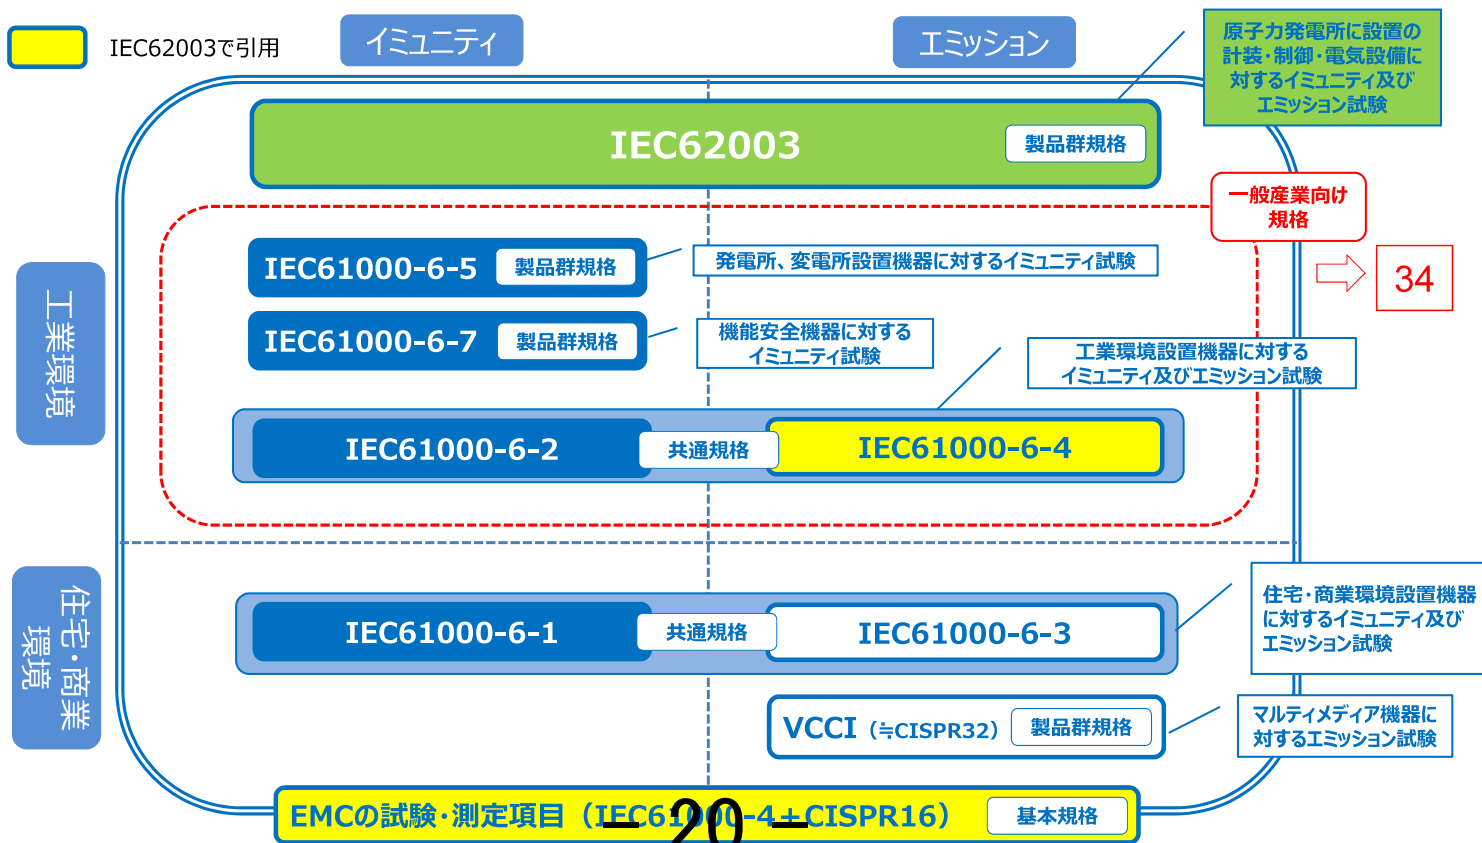 IEC62003で引用
イミュニティ
エミッション
原子力発電所に設置の
計装・制御・電気設備に
対するイミュニティ及び
エミッション試験
IEC62003
製品群規格
一般産業向け
規格
34
工業環境
IEC61000-6-5
製品群規格
発電所、変電所設置機器に対するイミュニティ試験
IEC61000-6-7
製品群規格
機能安全機器に対する
イミュニティ試験
工業環境設置機器に対する
イミュニティ及びエミッション試験
IEC61000-6-2
共通規格
IEC61000-6-4
住宅・商業
環境
IEC61000-6-1
共通規格
IEC61000-6-3
住宅・商業環境設置機器
に対するイミュニティ及び
エミッション試験
VCCI（≒CISPR32）
製品群規格
マルティメディア機器に
対するエミッション試験
EMCの試験・測定項目（IEC61000-4+CISPR16）
基本規格
− 20 −